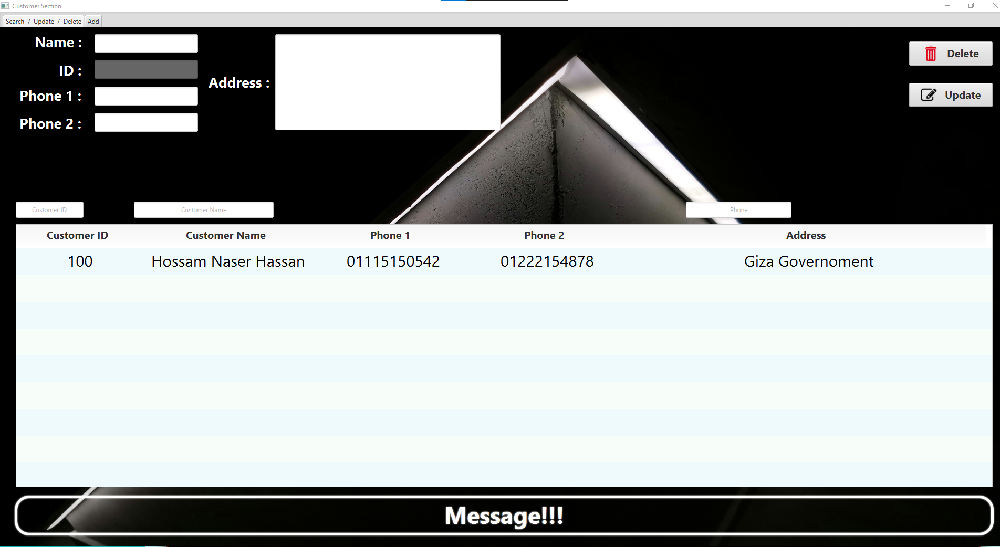 Customer Section
Search / Update / Delete Add
Name :
ID :
Phone 1 :
Phone 2 :
Address :
Delete
Update
Customer ID Customer Name Phone
Customer ID Customer Name Phone 1 Phone 2 Address
100 Hossam Naser Hassan 01115150542 01222154878 Giza Governoment
Message!!!